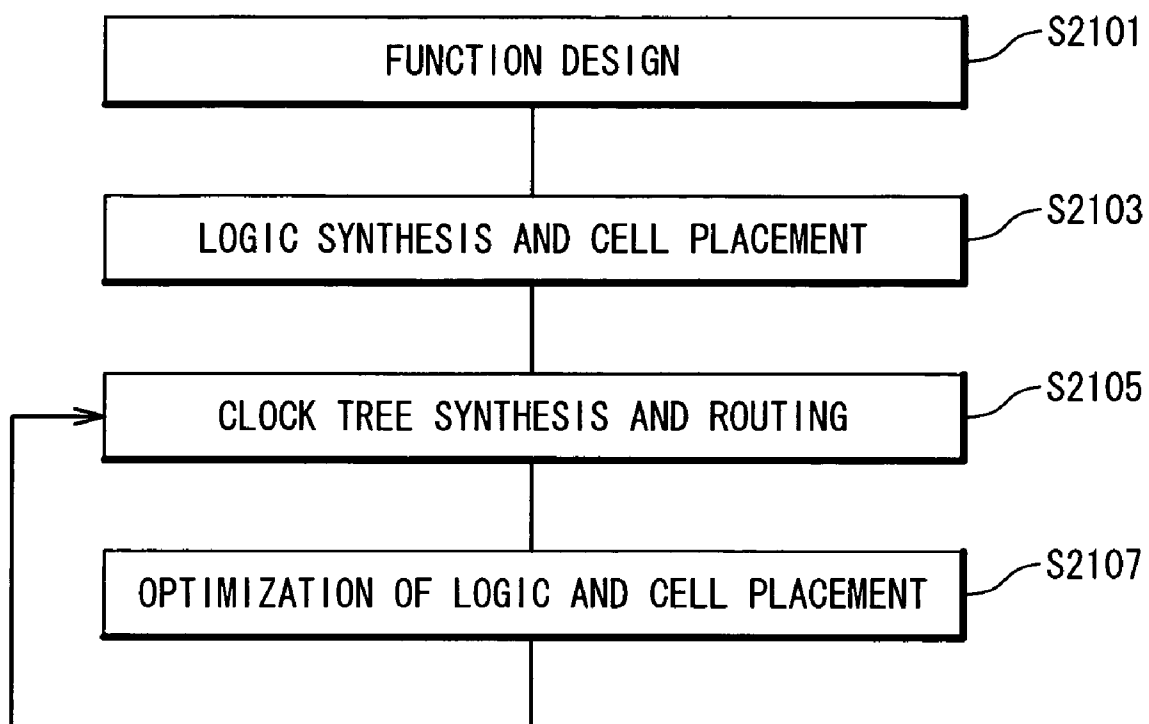 S2101
FUNCTION DESIGN
S2103
LOGIC SYNTHESIS AND CELL PLACEMENT
S2105
CLOCK TREE SYNTHESIS AND ROUTING
S2107
OPTIMIZATION OF LOGIC AND CELL PLACEMENT